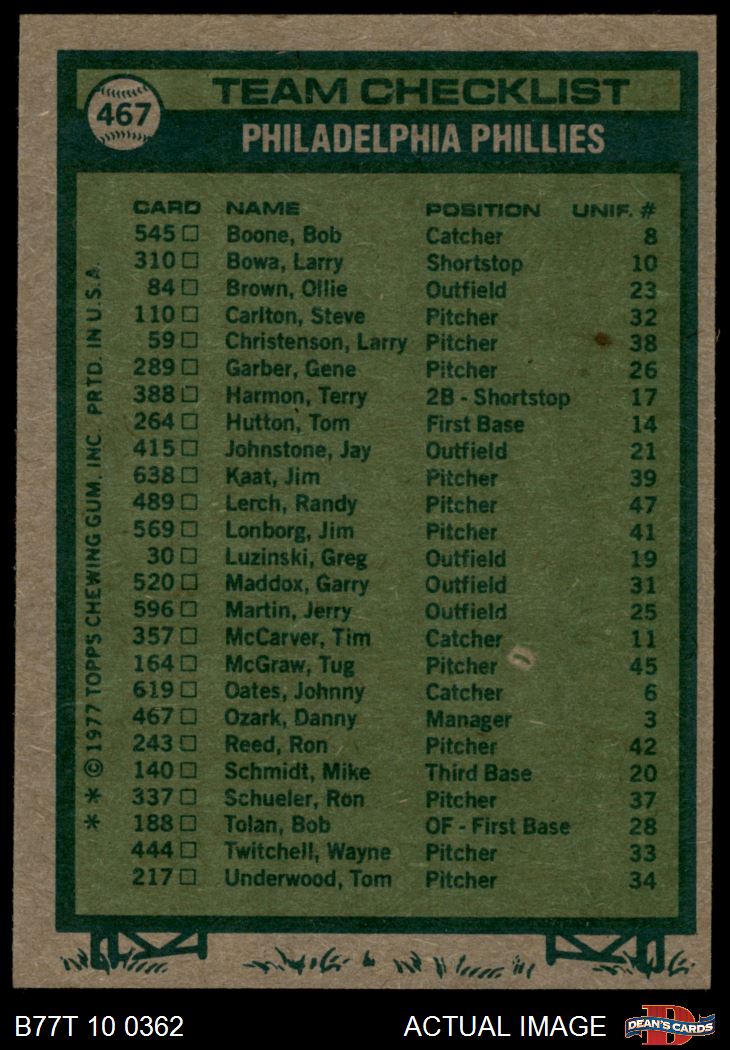 467
TEAM CHECKLIST
PHILADELPHIA PHILLIES
CARD NAME POSITION UNIF. #
545 □ Boone, Bob Catcher 8
310 □ Bowa, Larry Shortstop 10
84 □ Brown, Ollie Outfield 23
110 □ Carlton, Steve Pitcher 32
59 □ Christenson, Larry Pitcher 38
289 □ Garber, Gene Pitcher 26
388 □ Harmon, Terry 2B - Shortstop 17
264 □ Hutton, Tom First Base 14
415 □ Johnstone, Jay Outfield 21
638 □ Kaat, Jim Pitcher 39
489 □ Lerch, Randy Pitcher 47
569 □ Lonborg, Jim Pitcher 41
30 □ Luzinski, Greg Outfield 19
520 □ Maddox, Garry Outfield 31
596 □ Martin, Jerry Outfield 25
357 □ McCarver, Tim Catcher 11
164 □ McGraw, Tug Pitcher 45
619 □ Oates, Johnny Catcher 6
467 □ Ozark, Danny Manager 3
243 □ Reed, Ron Pitcher 42
140 □ Schmidt, Mike Third Base 20
337 □ Schueler, Ron Pitcher 37
188 □ Tolan, Bob OF - First Base 28
444 □ Twitchell, Wayne Pitcher 33
217 □ Underwood, Tom Pitcher 34
* * © 1977 TOPPS CHEWING GUM, INC. PRTD. IN U.S.A.
B77T 10 0362 ACTUAL IMAGE
D
DEAN'S CARDS